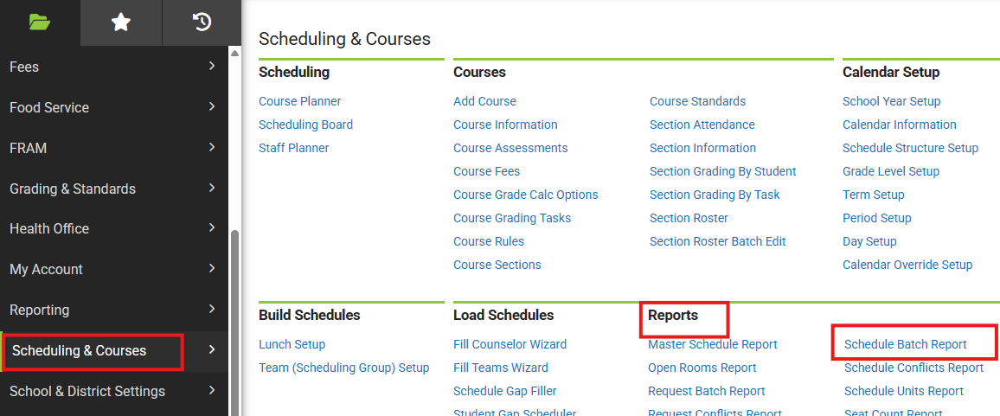 Fees
Food Service
FRAM
Grading & Standards
Health Office
My Account
Reporting
Scheduling & Courses
School & District Settings
Scheduling & Courses
Scheduling
Course Planner
Scheduling Board
Staff Planner
Courses
Add Course
Course Information
Course Assessments
Course Fees
Course Grade Calc Options
Course Grading Tasks
Course Rules
Course Sections
Course Standards
Section Attendance
Section Information
Section Grading By Student
Section Grading By Task
Section Roster
Section Roster Batch Edit
Calendar Setup
School Year Setup
Calendar Information
Schedule Structure Setup
Grade Level Setup
Term Setup
Period Setup
Day Setup
Calendar Override Setup
Build Schedules
Lunch Setup
Team (Scheduling Group) Setup
Load Schedules
Fill Counselor Wizard
Fill Teams Wizard
Schedule Gap Filler
Student Gap Scheduler
Reports
Master Schedule Report
Open Rooms Report
Request Batch Report
Request Conflicts Report
Schedule Batch Report
Schedule Conflicts Report
Schedule Units Report
Seat Count Report